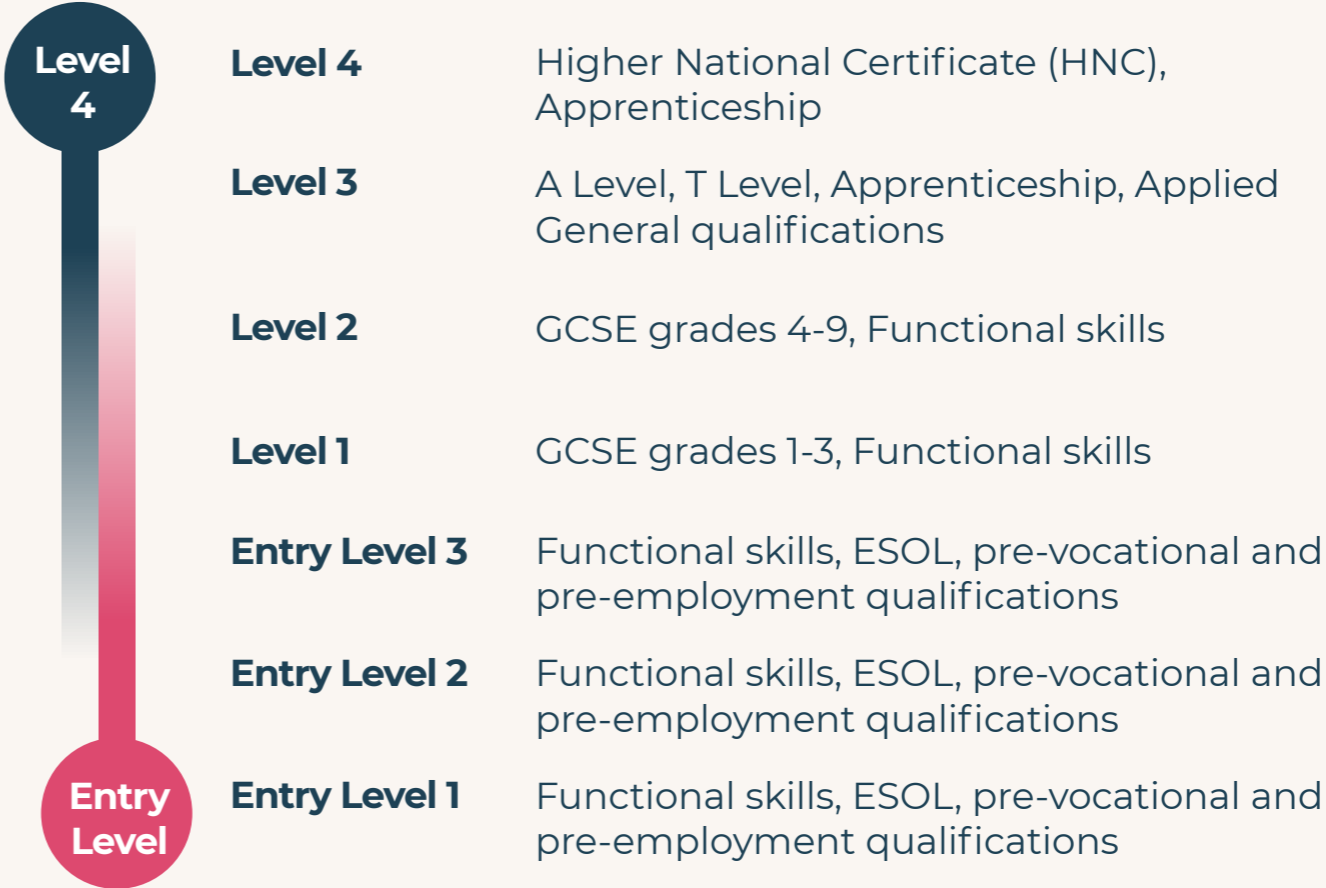 Level
4
Level 4
Higher National Certificate (HNC),
Apprenticeship
Level 3
A Level, T Level, Apprenticeship, Applied
General qualifications
Level 2
GCSE grades 4-9, Functional skills
Level 1
GCSE grades 1-3, Functional skills
Entry Level 3
Functional skills, ESOL, pre-vocational and
pre-employment qualifications
Entry Level 2
Functional skills, ESOL, pre-vocational and
pre-employment qualifications
Entry
Level
Entry Level 1
Functional skills, ESOL, pre-vocational and
pre-employment qualifications